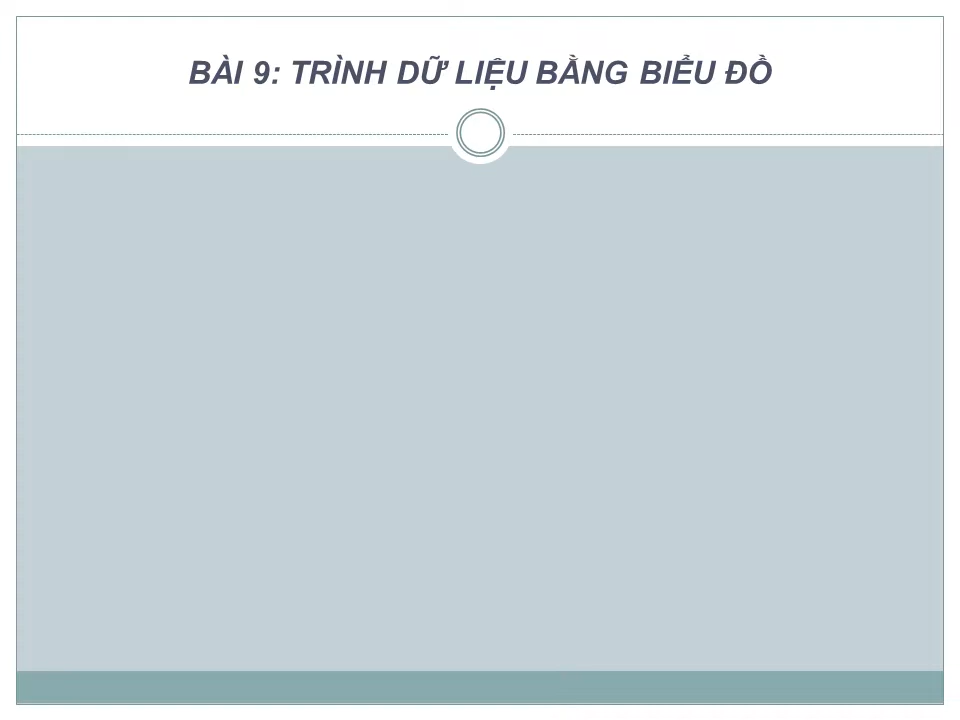 BÀI 9: TRÌNH DỮ LIỆU BẰNG BIỂU ĐỒ